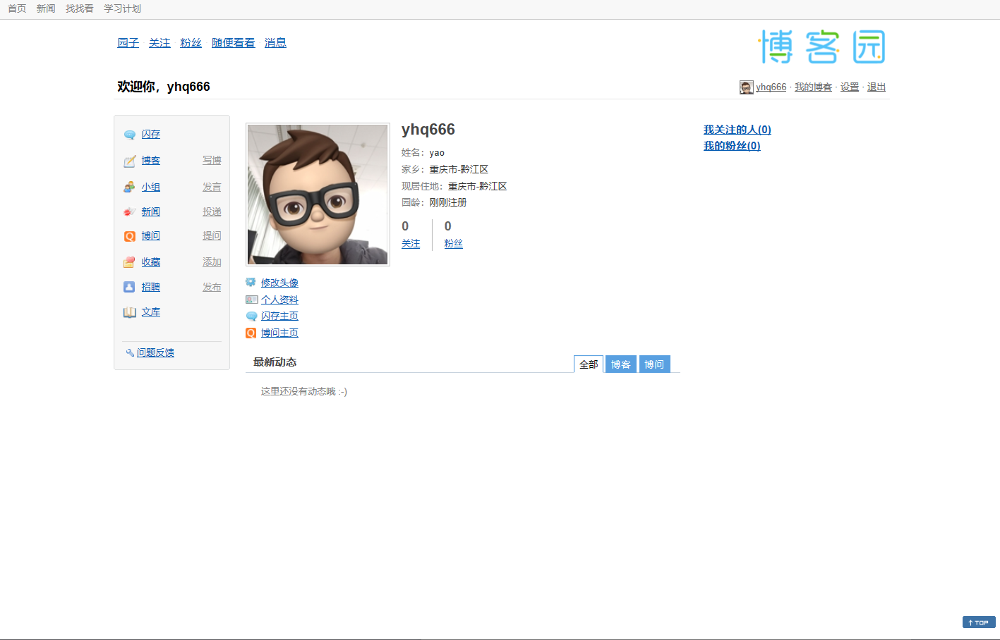 首页 新闻 找找看 学习计划
园子 关注 粉丝 随便看看 消息
博客园
欢迎你，yhq666
yhq666 · 我的博客 · 设置 · 退出
闪存
博客 写博
小组 发言
新闻 投递
博问 提问
收藏 添加
招聘 发布
文库
问题反馈
yhq666
姓名：yao
家乡：重庆市-黔江区
现居住地：重庆市-黔江区
园龄：刚刚注册
0 0
关注 粉丝
修改头像
个人资料
闪存主页
博问主页
最新动态 全部 博客 博问
这里还没有动态哦 :-)
我关注的人(0)
我的粉丝(0)
↑ TOP